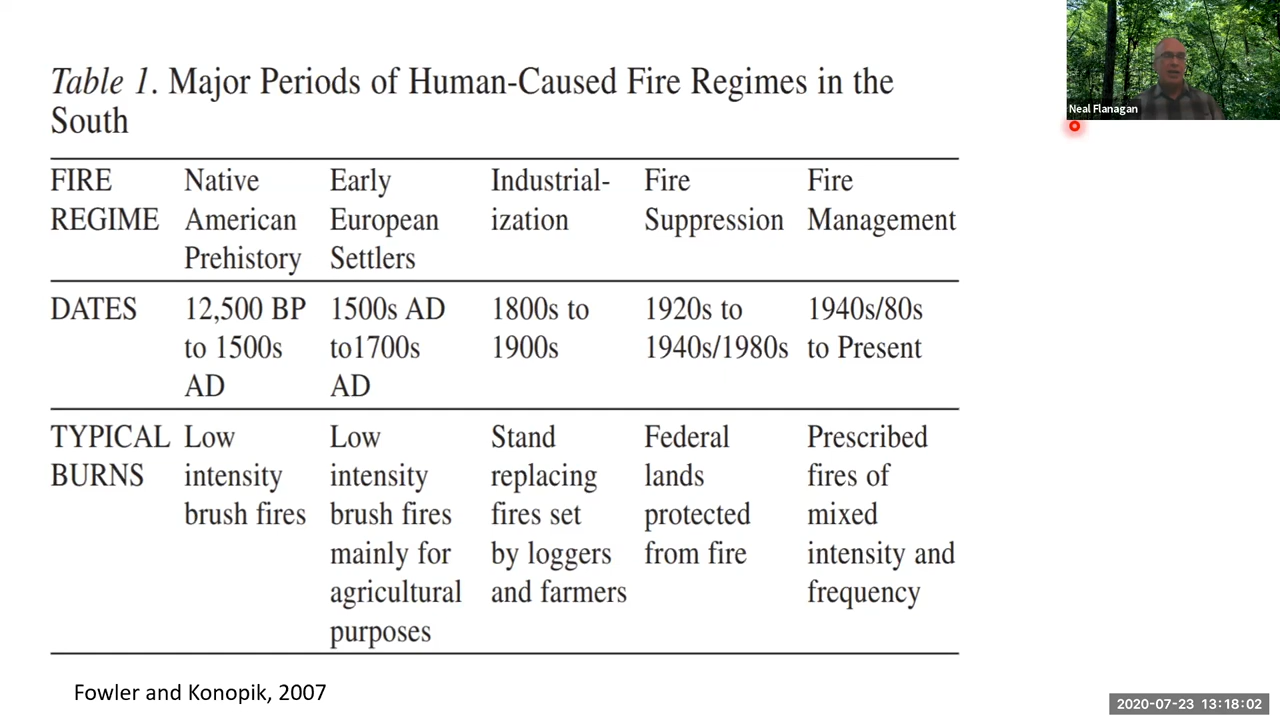 Table 1. Major Periods of Human-Caused Fire Regimes in the
South
FIRE REGIME
Native American Prehistory
Early European Settlers
Industrial-ization
Fire Suppression
Fire Management
DATES
12,500 BP to 1500s AD
1500s AD to1700s AD
1800s to 1900s
1920s to 1940s/1980s
1940s/80s to Present
TYPICAL BURNS
Low intensity brush fires
Low intensity brush fires mainly for agricultural purposes
Stand replacing fires set by loggers and farmers
Federal lands protected from fire
Prescribed fires of mixed intensity and frequency
Fowler and Konopik, 2007
Neal Flanagan
2020-07-23 13:18:02